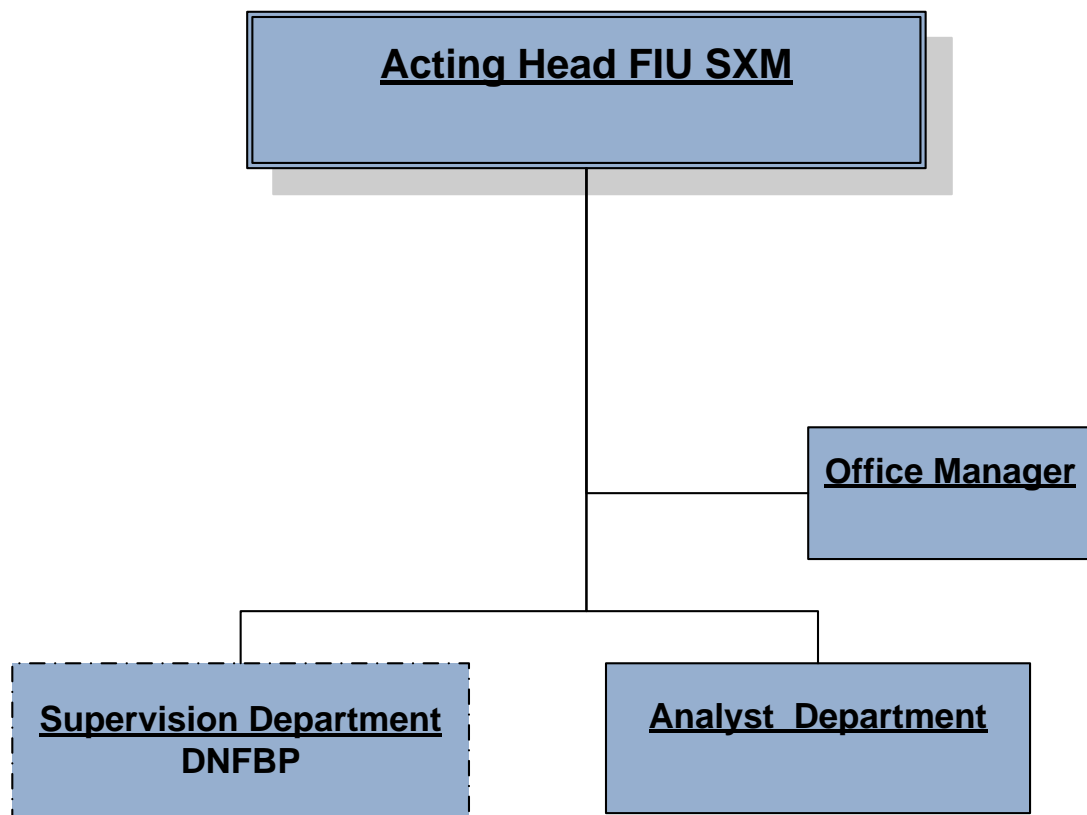 Acting Head FIU SXM
Office Manager
Supervision Department
DNFBP
Analyst  Department